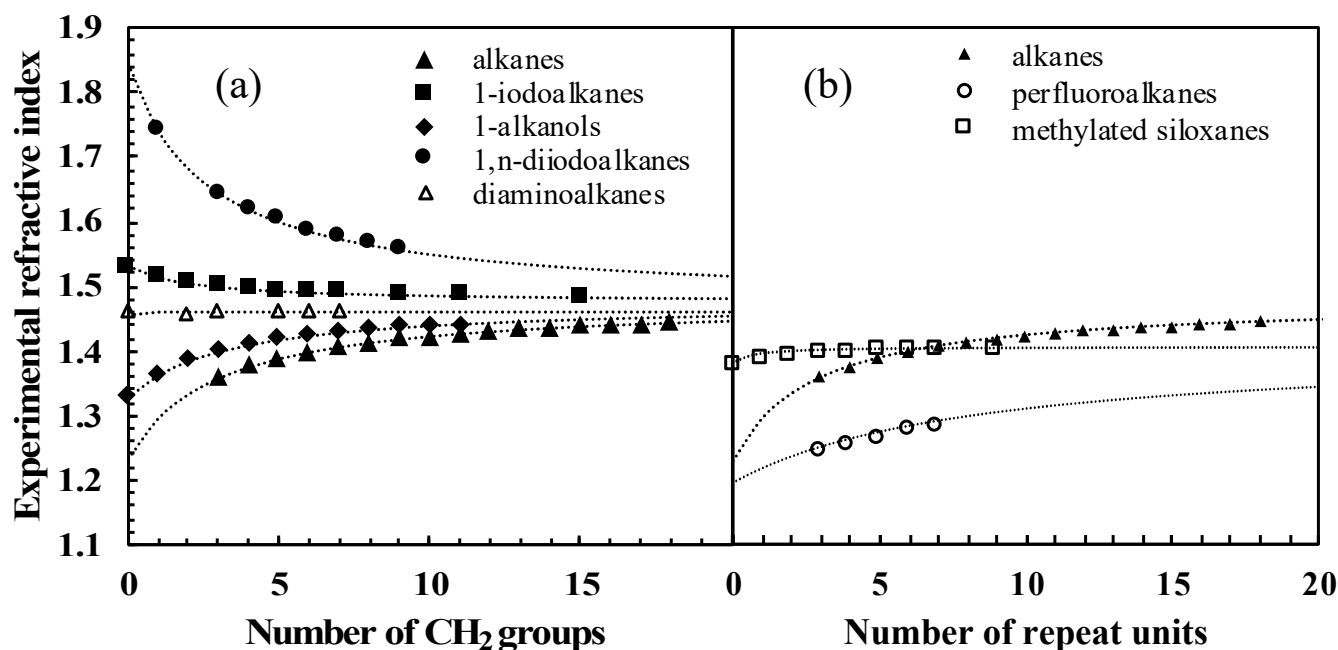 Experimental refractive index
1.9
1.8
1.7
1.6
1.5
1.4
1.3
1.2
1.1
(a)
alkanes
1-iodoalkanes
1-alkanols
1,n-diiodoalkanes
diaminoalkanes
0
5
10
15
Number of CH₂ groups
(b)
alkanes
perfluoroalkanes
methylated siloxanes
0
5
10
15
20
Number of repeat units